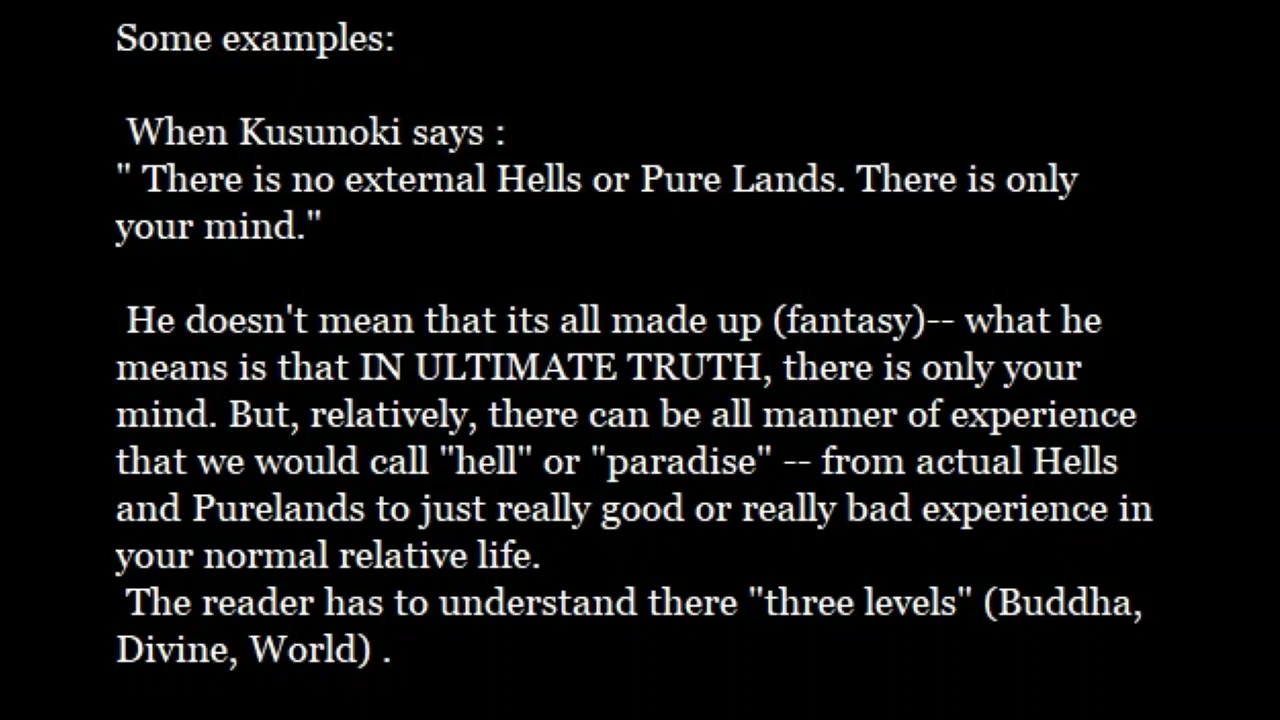 Some examples:
When Kusunoki says :
" There is no external Hells or Pure Lands. There is only
your mind."
He doesn't mean that its all made up (fantasy)-- what he
means is that IN ULTIMATE TRUTH, there is only your
mind. But, relatively, there can be all manner of experience
that we would call "hell" or "paradise" -- from actual Hells
and Purelands to just really good or really bad experience in
your normal relative life.
The reader has to understand there "three levels" (Buddha,
Divine, World) .